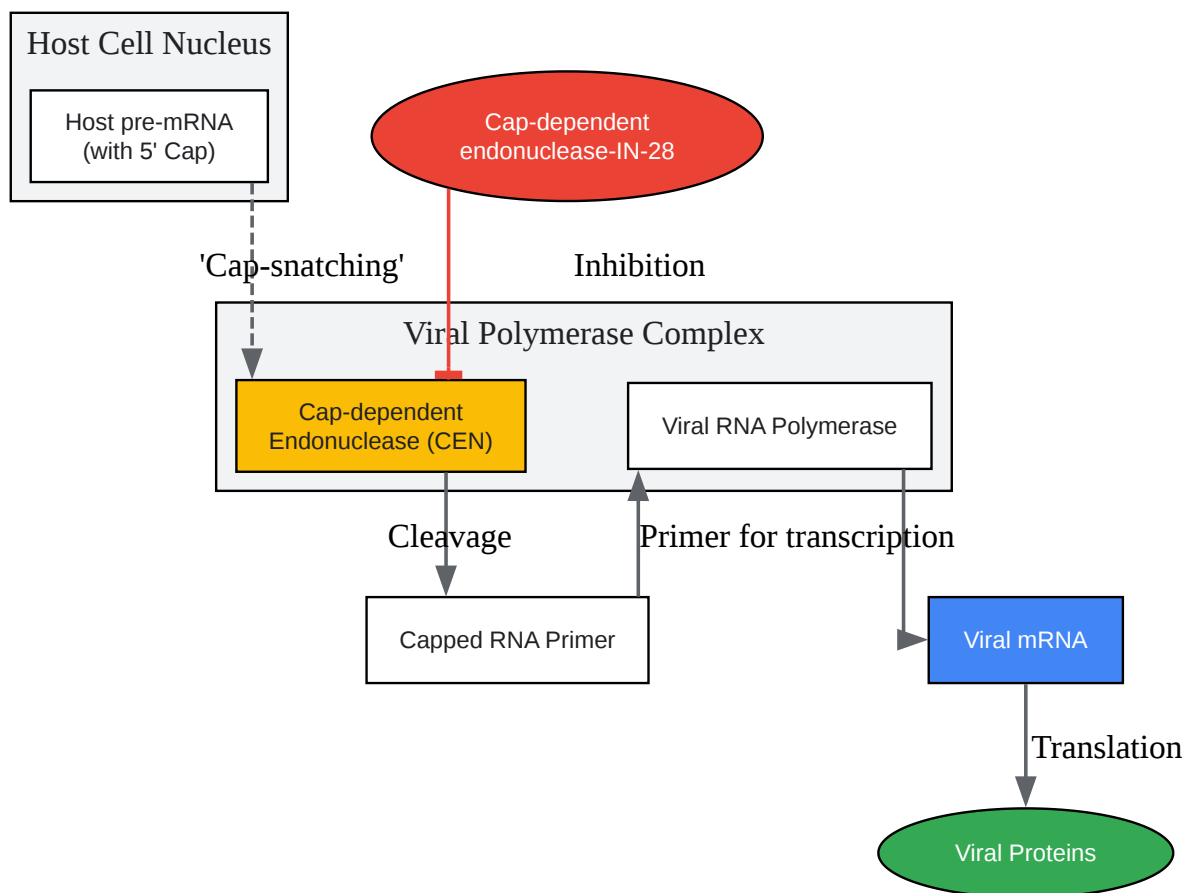 Host Cell Nucleus
Host pre-mRNA
(with 5' Cap)
Cap-dependent
endonuclease-IN-28
'Cap-snatching'
Inhibition
Viral Polymerase Complex
Cap-dependent
Endonuclease (CEN)
Viral RNA Polymerase
Cleavage
Primer for transcription
Capped RNA Primer
Viral mRNA
Translation
Viral Proteins